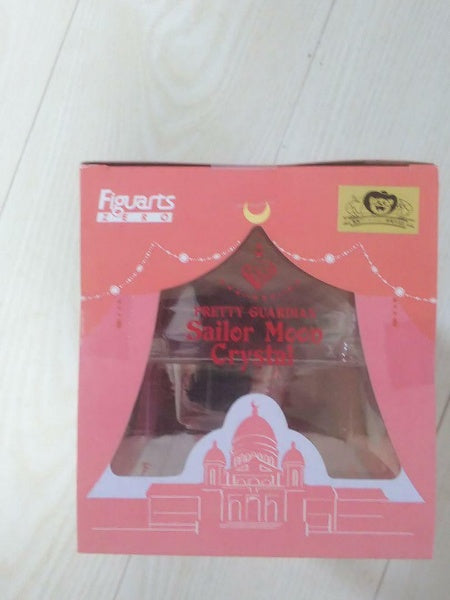 Figuarts
ZERO
PRETTY GUARDIAN
Sailor Moon
Crystal